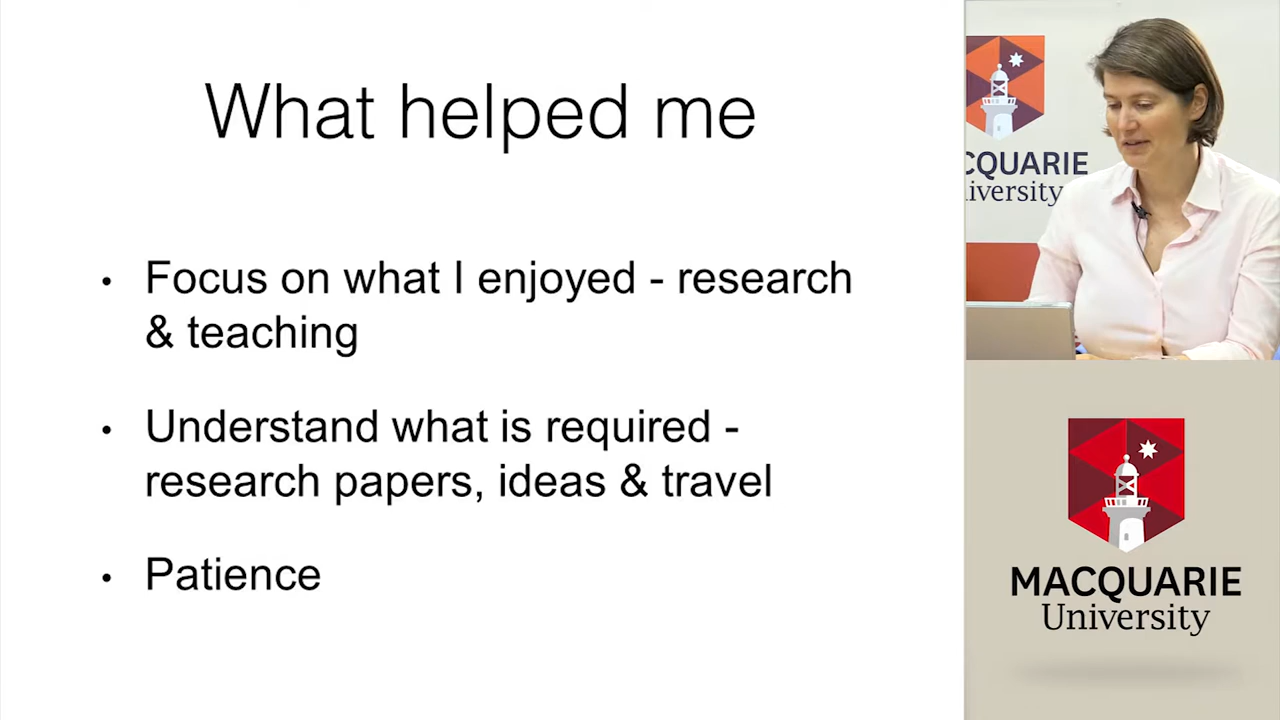 What helped me
• Focus on what I enjoyed - research
& teaching
• Understand what is required -
research papers, ideas & travel
• Patience
CQUARIE
iversity
MACQUARIE
University